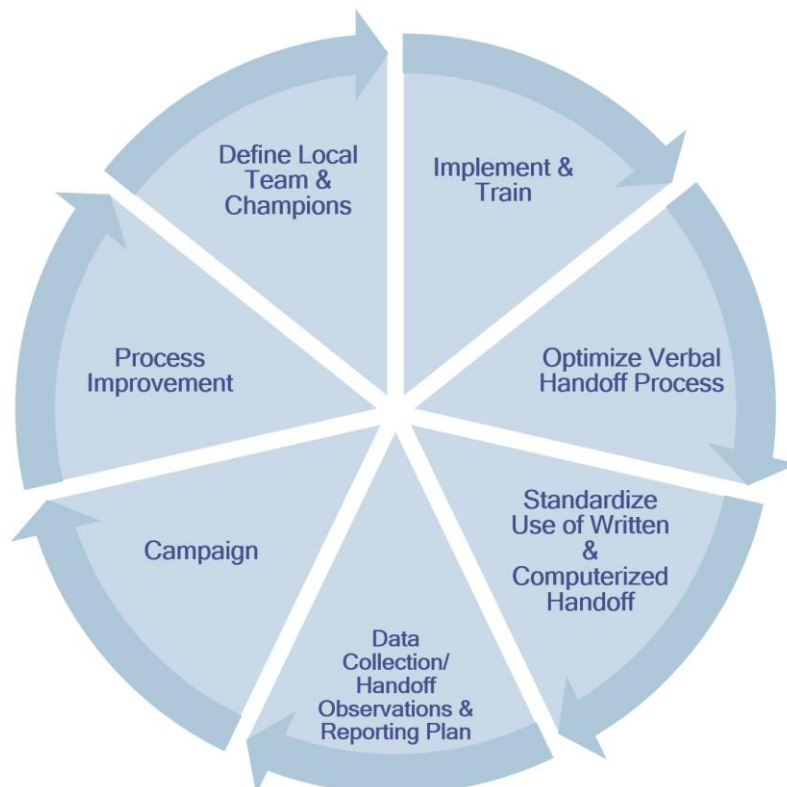 Define Local
Team &
Champions
Implement &
Train
Optimize Verbal
Handoff Process
Standardize
Use of Written
&
Computerized
Handoff
Data
Collection/
Handoff
Observations &
Reporting Plan
Campaign
Process
Improvement